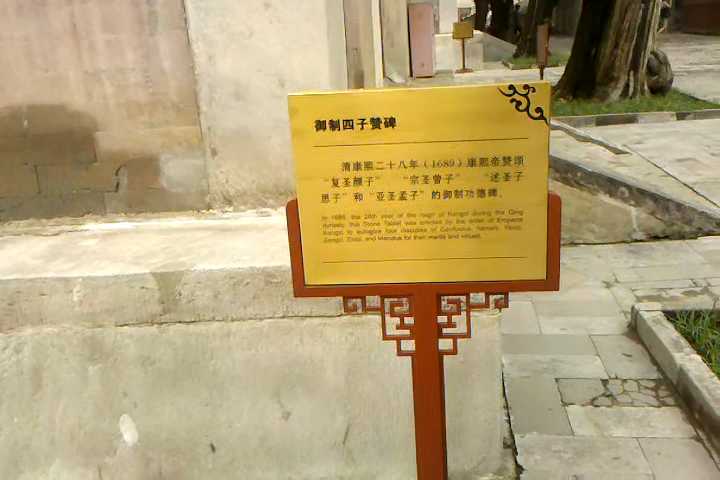 御制四子赞碑
清康熙二十八年（1689）康熙帝赞颂
“复圣颜子”　“宗圣曾子”、　“述圣子
思子”和“亚圣孟子”的御制功德碑。
In 1689, the 28th year of the reign of Kangxi during the Qing
dynasty, this Stone Tablet was erected by the order of Emperor
Kangxi to eulogize four disciples of Confucius, namely, Yanzi,
Zengzi, Zisizi, and Mencius for their merits and virtues.